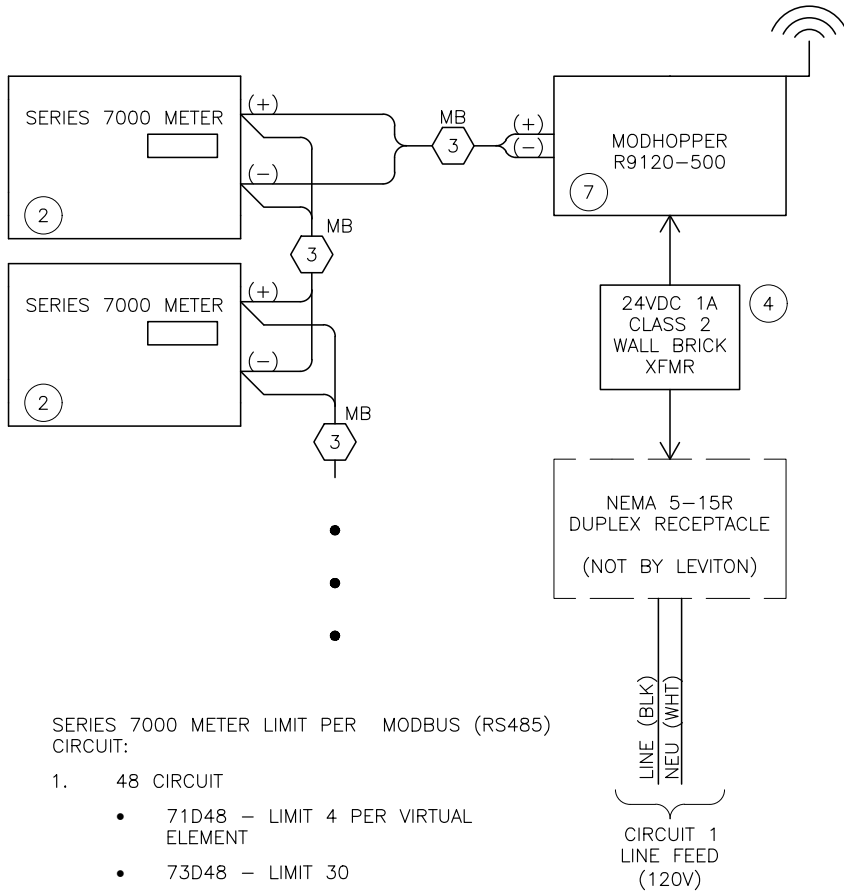 SERIES 7000 METER
(+)
(−)
2
MB
3
(+)
(−)
MODHOPPER
R9120−500
7
MB
3
SERIES 7000 METER
(+)
(−)
2
MB
3
24VDC 1A
CLASS 2
WALL BRICK
XFMR
4
NEMA 5−15R
DUPLEX RECEPTACLE
(NOT BY LEVITON)
LINE (BLK)
NEU (WHT)
CIRCUIT 1
LINE FEED
(120V)
SERIES 7000 METER LIMIT PER MODBUS (RS485)
CIRCUIT:
1. 48 CIRCUIT
• 71D48 − LIMIT 4 PER VIRTUAL
ELEMENT
• 73D48 − LIMIT 30